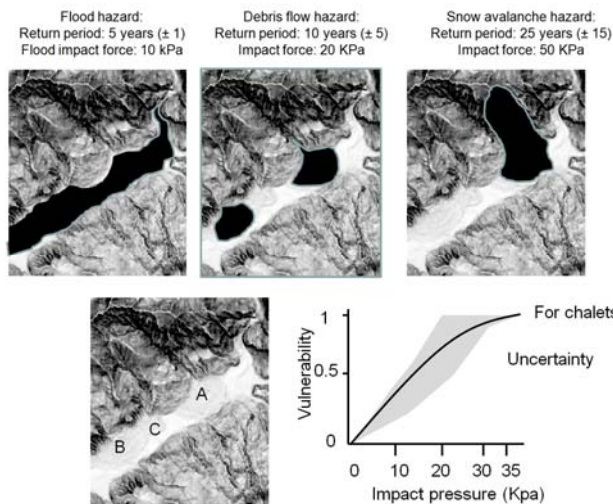 Flood hazard:
Return period: 5 years (± 1)
Flood impact force: 10 kPa
Debris flow hazard:
Return period: 10 years (± 5)
Impact force: 20 KPa
Snow avalanche hazard:
Return period: 25 years (± 15)
Impact force: 50 KPa
A
C
B
Vulnerability
1
0.5
0
For chalets
Uncertainty
0 10 20 30 35
Impact pressure (Kpa)